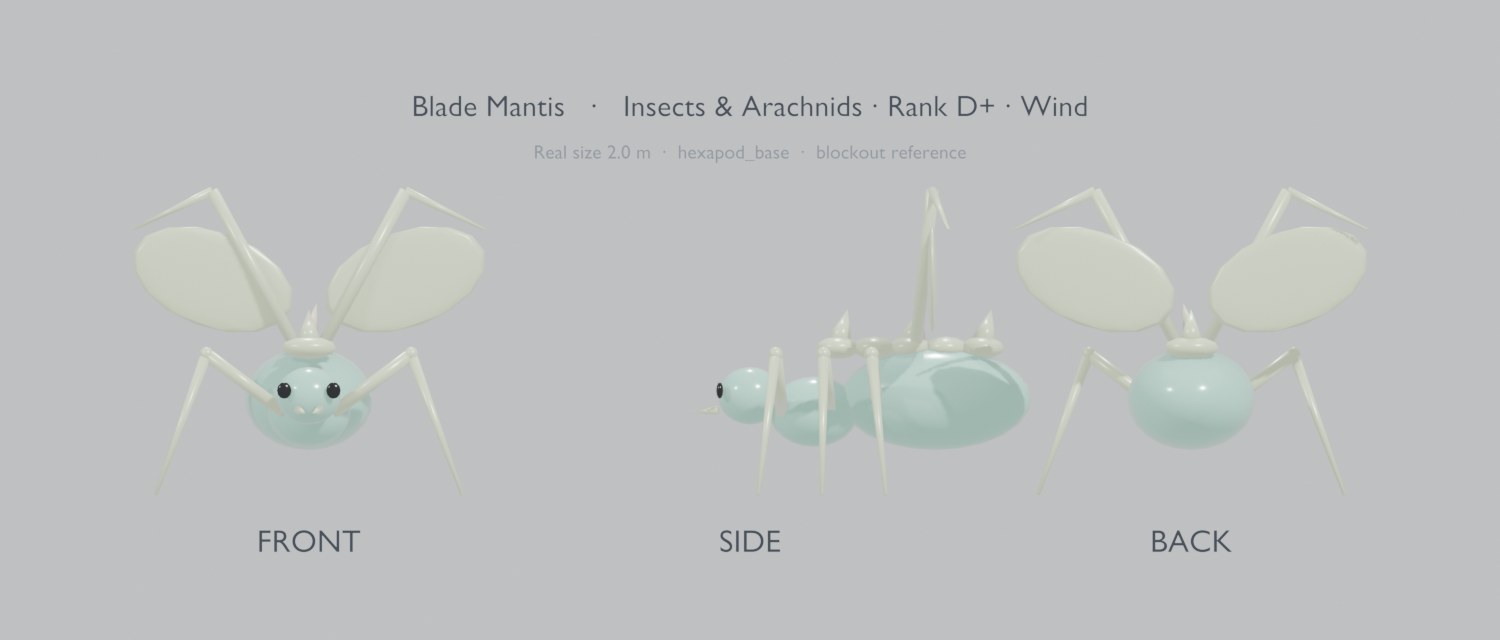 Blade Mantis · Insects & Arachnids · Rank D+ · Wind
Real size 2.0 m · hexapod_base · blockout reference
FRONT
SIDE
BACK